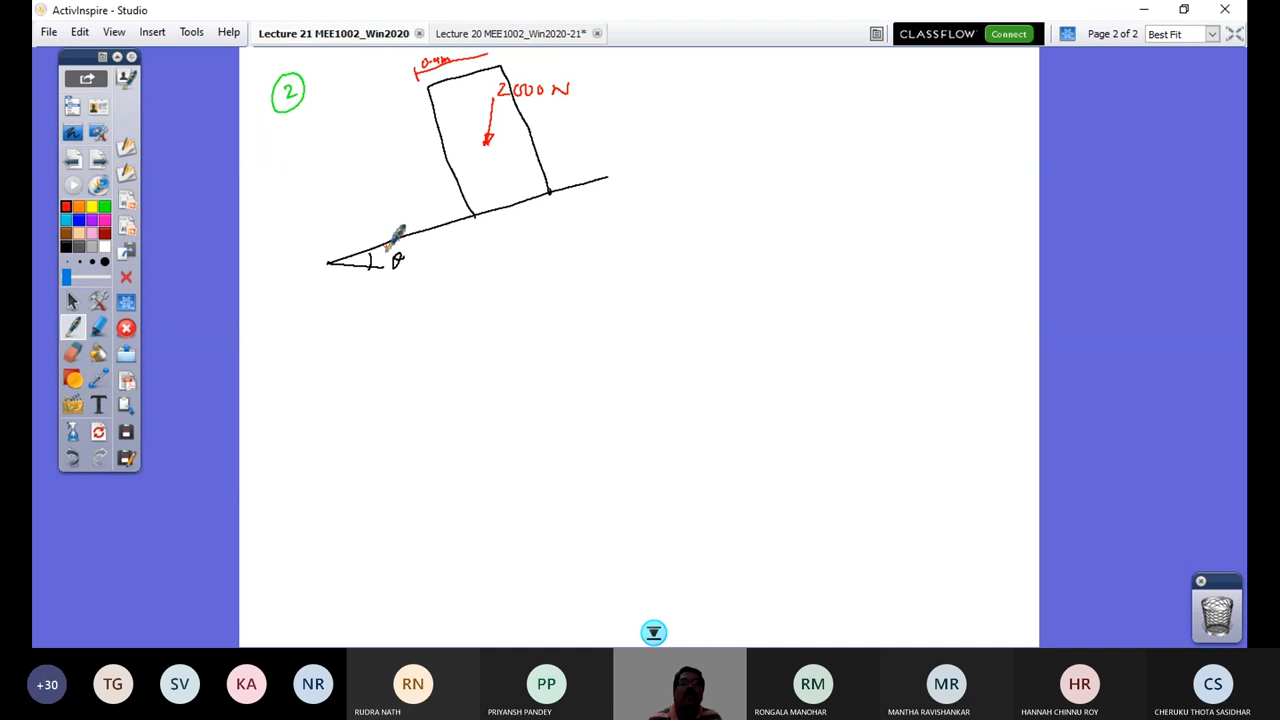 ActivInspire - Studio
File Edit View Insert Tools Help
Lecture 21 MEE1002_Win2020
Lecture 20 MEE1002_Win2020-21*
CLASSFLOW Connect
Page 2 of 2 Best Fit
2
0.4m
2000 N
θ
+30 TG SV KA NR RN PP RM MR HR CS
RUDRA NATH PRIYANSH PANDEY RONGALA MANOHAR MANTHA RAVISHANKAR HANNAH CHINNU ROY CHERUKU THOTA SASIDHAR